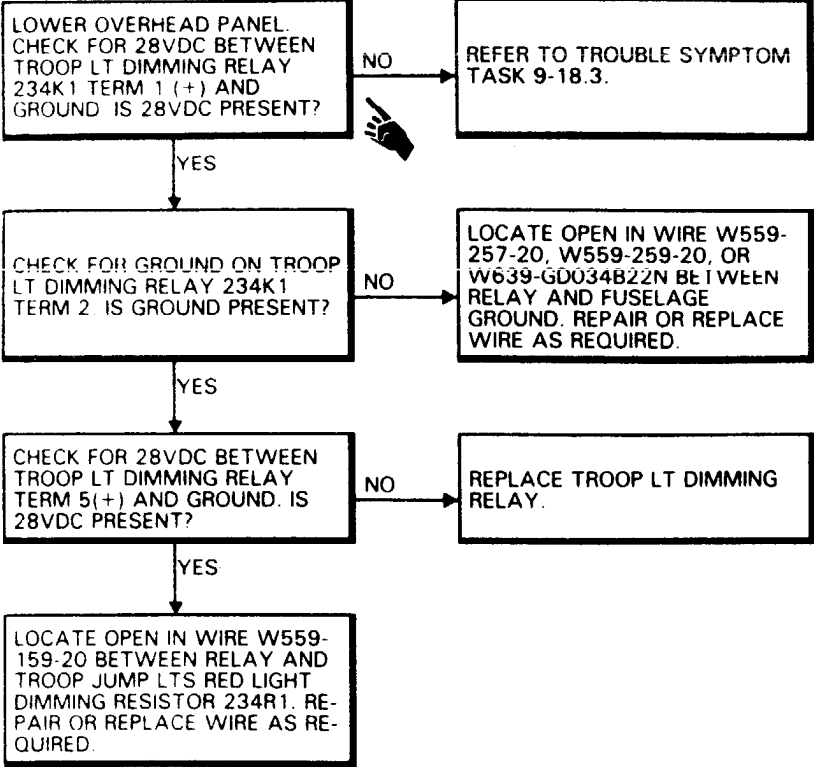 LOWER OVERHEAD PANEL.
CHECK FOR 28VDC BETWEEN
TROOP LT DIMMING RELAY
234K1 TERM 1 (+) AND
GROUND. IS 28VDC PRESENT?
NO
REFER TO TROUBLE SYMPTOM
TASK 9-18.3.
YES
CHECK FOR GROUND ON TROOP
LT DIMMING RELAY 234K1
TERM 2. IS GROUND PRESENT?
NO
LOCATE OPEN IN WIRE W559-
257-20, W559-259-20, OR
W639-GD034B22N BETWEEN
RELAY AND FUSELAGE
GROUND. REPAIR OR REPLACE
WIRE AS REQUIRED.
YES
CHECK FOR 28VDC BETWEEN
TROOP LT DIMMING RELAY
TERM 5(+) AND GROUND. IS
28VDC PRESENT?
NO
REPLACE TROOP LT DIMMING
RELAY.
YES
LOCATE OPEN IN WIRE W559-
159-20 BETWEEN RELAY AND
TROOP JUMP LTS RED LIGHT
DIMMING RESISTOR 234R1. RE-
PAIR OR REPLACE WIRE AS RE-
QUIRED.